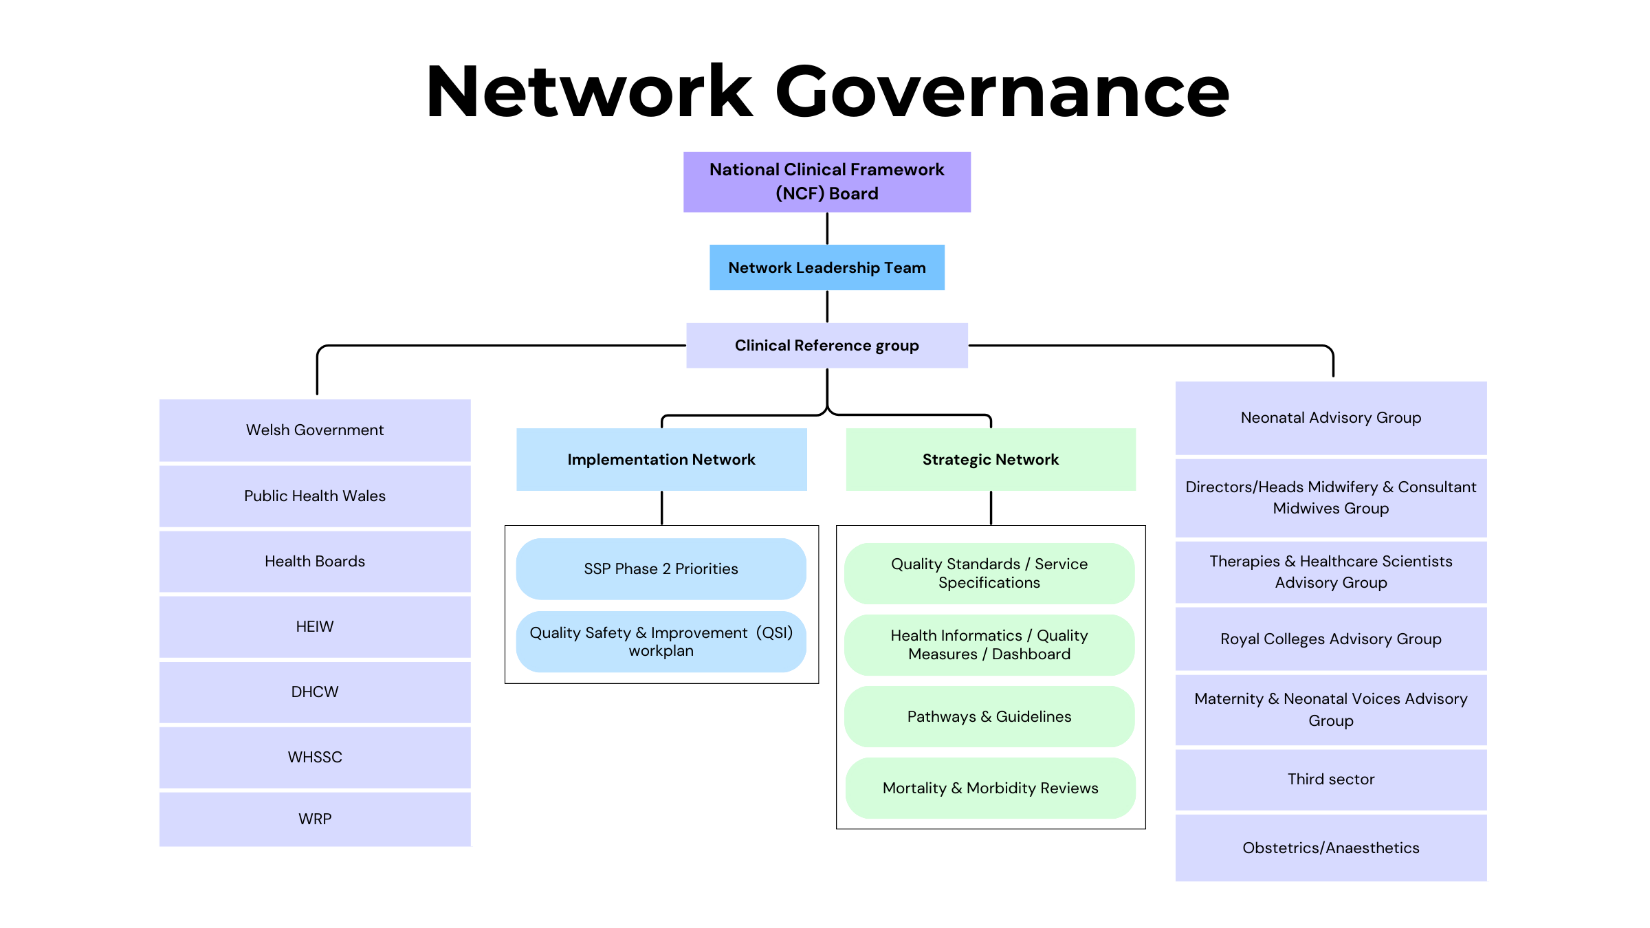 Network Governance
National Clinical Framework
(NCF) Board
Network Leadership Team
Clinical Reference group
Welsh Government
Public Health Wales
Health Boards
HEIW
DHCW
WHSSC
WRP
Implementation Network
SSP Phase 2 Priorities
Quality Safety & Improvement (QSI)
workplan
Strategic Network
Quality Standards / Service
Specifications
Health Informatics / Quality
Measures / Dashboard
Pathways & Guidelines
Mortality & Morbidity Reviews
Neonatal Advisory Group
Directors/Heads Midwifery & Consultant
Midwives Group
Therapies & Healthcare Scientists
Advisory Group
Royal Colleges Advisory Group
Maternity & Neonatal Voices Advisory
Group
Third sector
Obstetrics/Anaesthetics